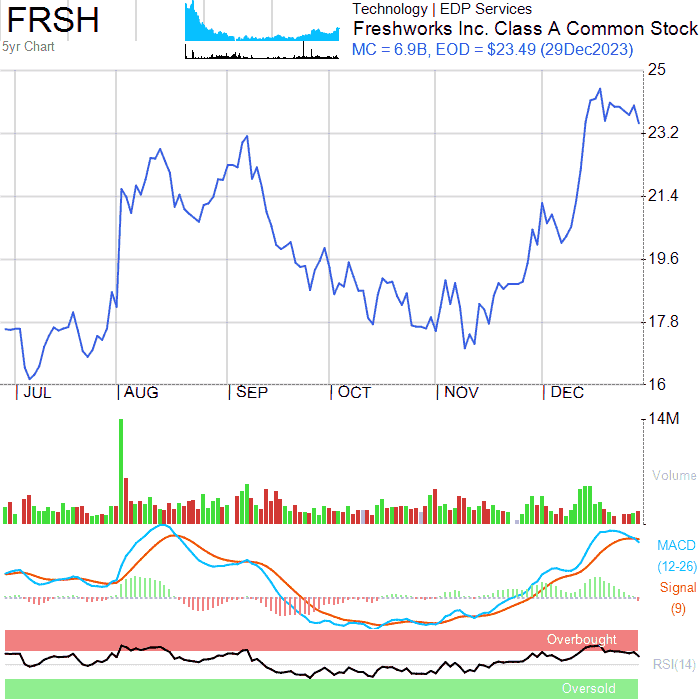 FRSH
5yr Chart
Technology | EDP Services
Freshworks Inc. Class A Common Stock
MC = 6.9B, EOD = $23.49 (29Dec2023)
25
23.2
21.4
19.6
17.8
16
JUL AUG SEP OCT NOV DEC
14M
Volume
MACD
(12-26)
Signal
(9)
Overbought
RSI(14)
Oversold